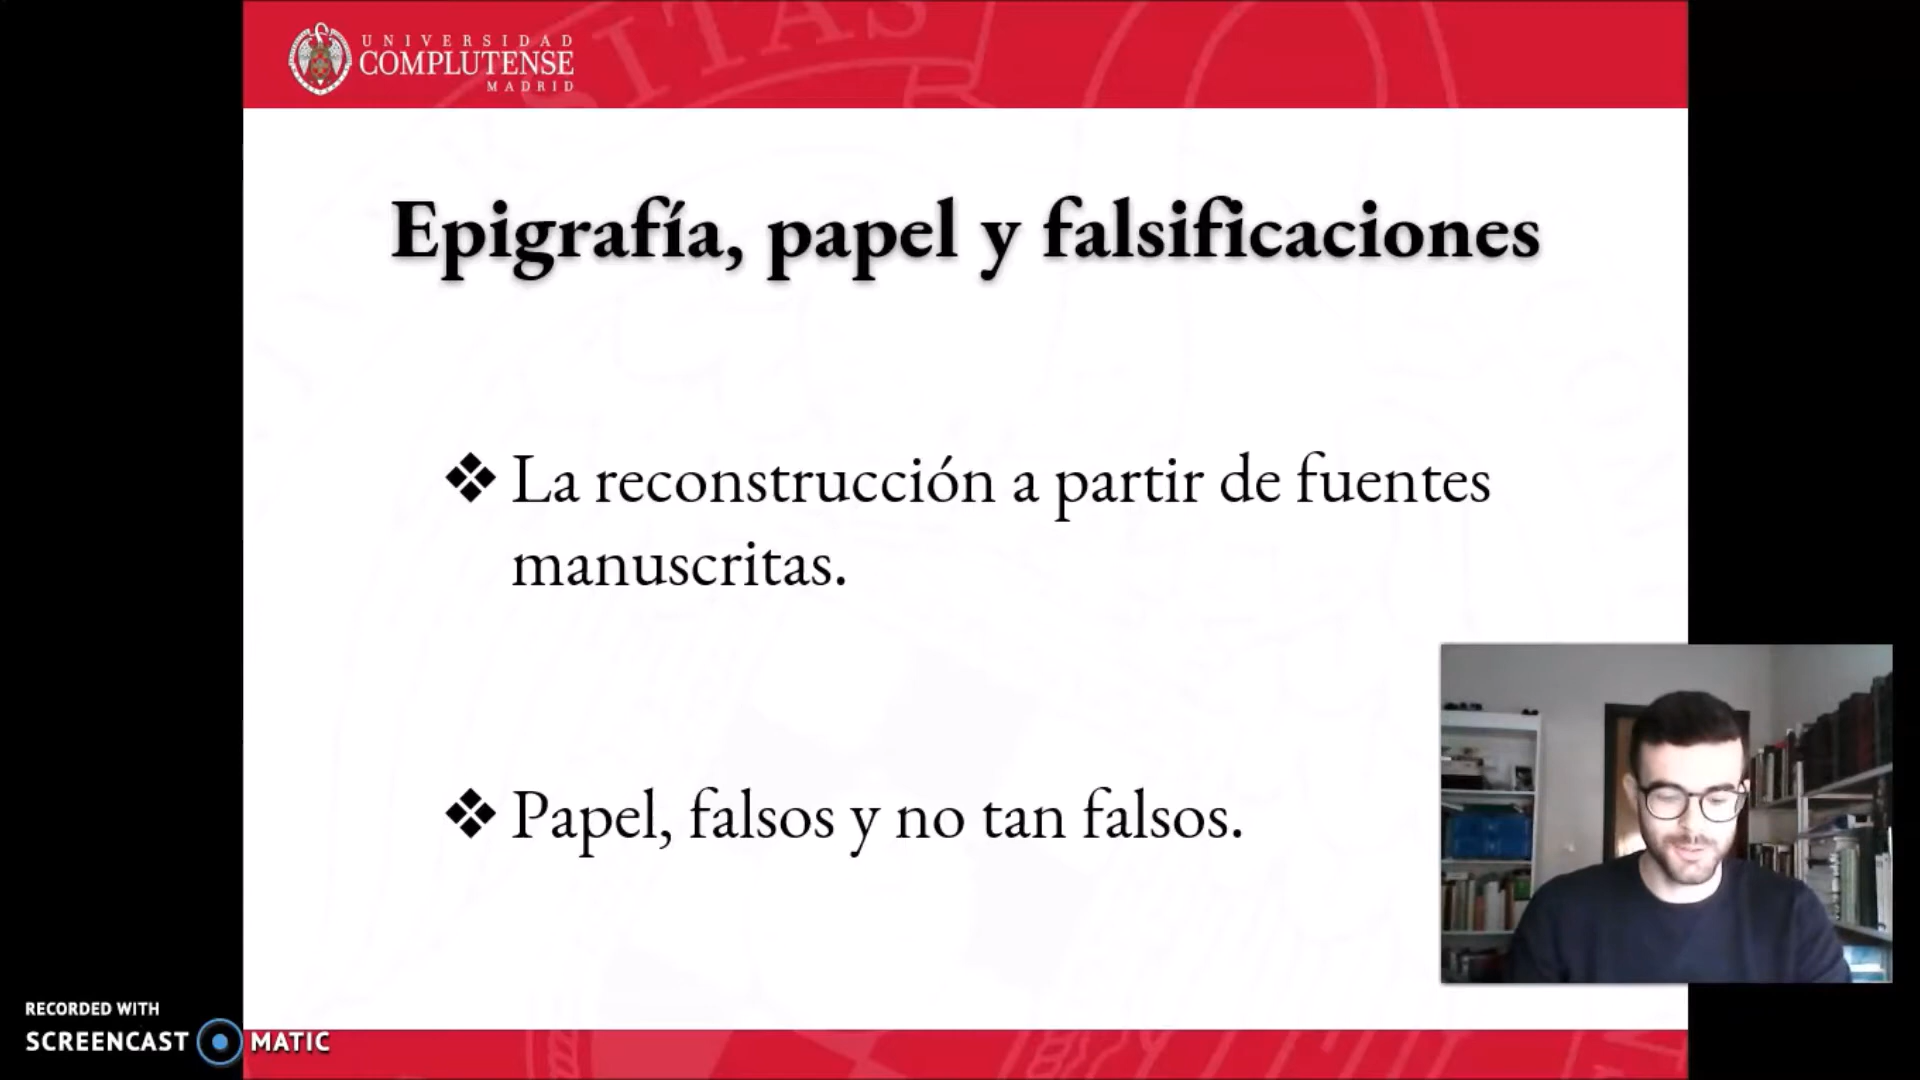 UNIVERSIDAD
COMPLUTENSE
MADRID
ITAS
Epigrafía, papel y falsificaciones
❖ La reconstrucción a partir de fuentes
manuscritas.
❖ Papel, falsos y no tan falsos.
RECORDED WITH
SCREENCAST MATIC